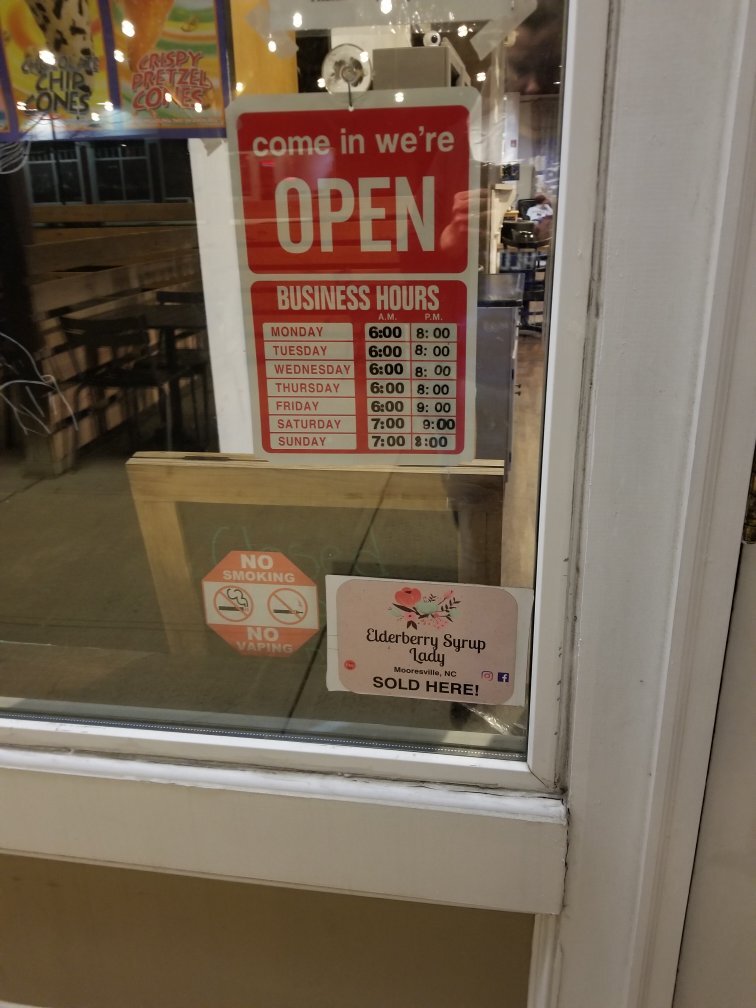 CHOCOLATE
CHIP
CONES
CRISPY
PRETZEL
CONES
come in we're
OPEN
BUSINESS HOURS
A.M. P.M.
MONDAY 6:00 8:00
TUESDAY 6:00 8:00
WEDNESDAY 6:00 8:00
THURSDAY 6:00 8:00
FRIDAY 6:00 9:00
SATURDAY 7:00 9:00
SUNDAY 7:00 8:00
Closed
NO
SMOKING
NO
VAPING
Elderberry Syrup
Lady
Mooresville, NC
SOLD HERE!